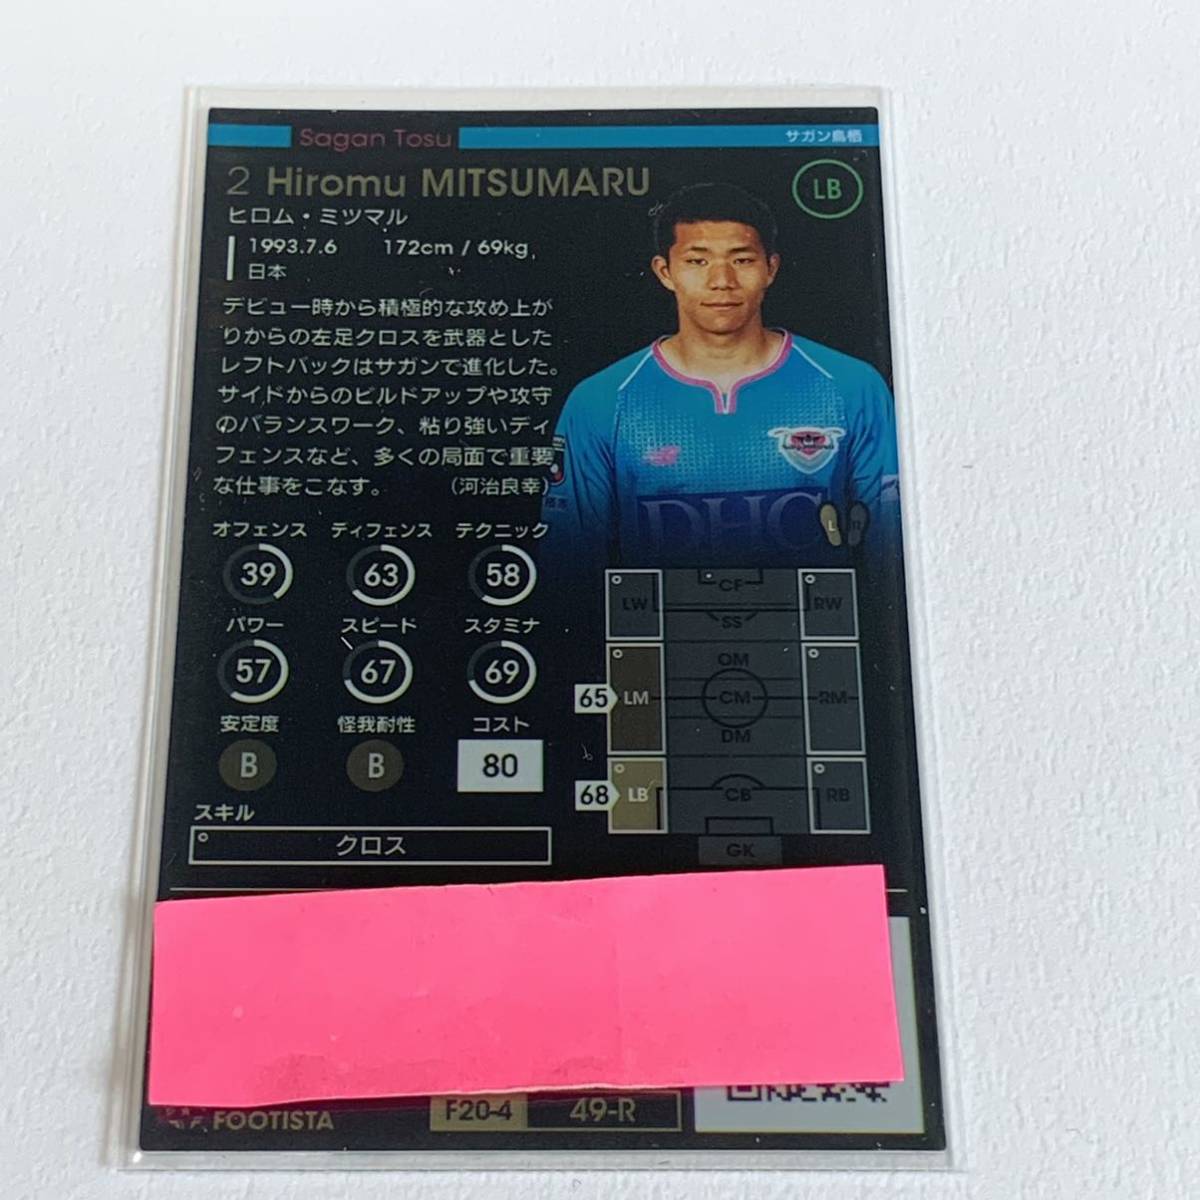 Sagan Tosu
サガン鳥栖
2 Hiromu MITSUMARU
LB
ヒロム・ミツマル
1993.7.6 172cm / 69kg
日本
デビュー時から積極的な攻め上が
りからの左足クロスを武器とした
レフトバックはサガンで進化した。
サイドからのビルドアップや攻守
のバランスワーク、粘り強いディ
フェンスなど、多くの局面で重要
な仕事をこなす。 (河治良幸)
DHC
L R
オフェンス ディフェンス テクニック
39 63 58
パワー スピード スタミナ
57 67 69
安定度 怪我耐性 コスト
B B 80
スキル
クロス
CF
LW RW
SS
OM
65 LM CM RM
DM
68 LB CB RB
GK
FOOTISTA
F20-4 49-R